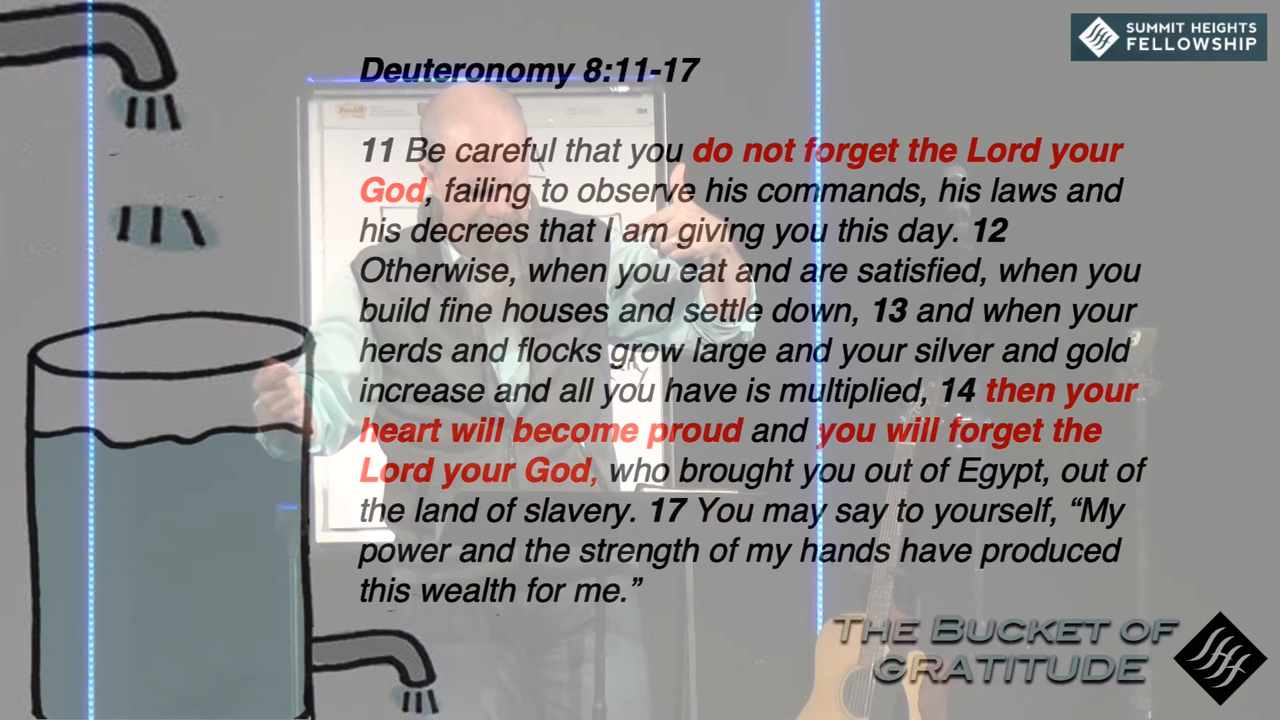 SUMMIT HEIGHTS
FELLOWSHIP
Deuteronomy 8:11-17
11 Be careful that you do not forget the Lord your
God, failing to observe his commands, his laws and
his decrees that I am giving you this day. 12
Otherwise, when you eat and are satisfied, when you
build fine houses and settle down, 13 and when your
herds and flocks grow large and your silver and gold
increase and all you have is multiplied, 14 then your
heart will become proud and you will forget the
Lord your God, who brought you out of Egypt, out of
the land of slavery. 17 You may say to yourself, “My
power and the strength of my hands have produced
this wealth for me.”
THE BUCKET OF
GRATITUDE